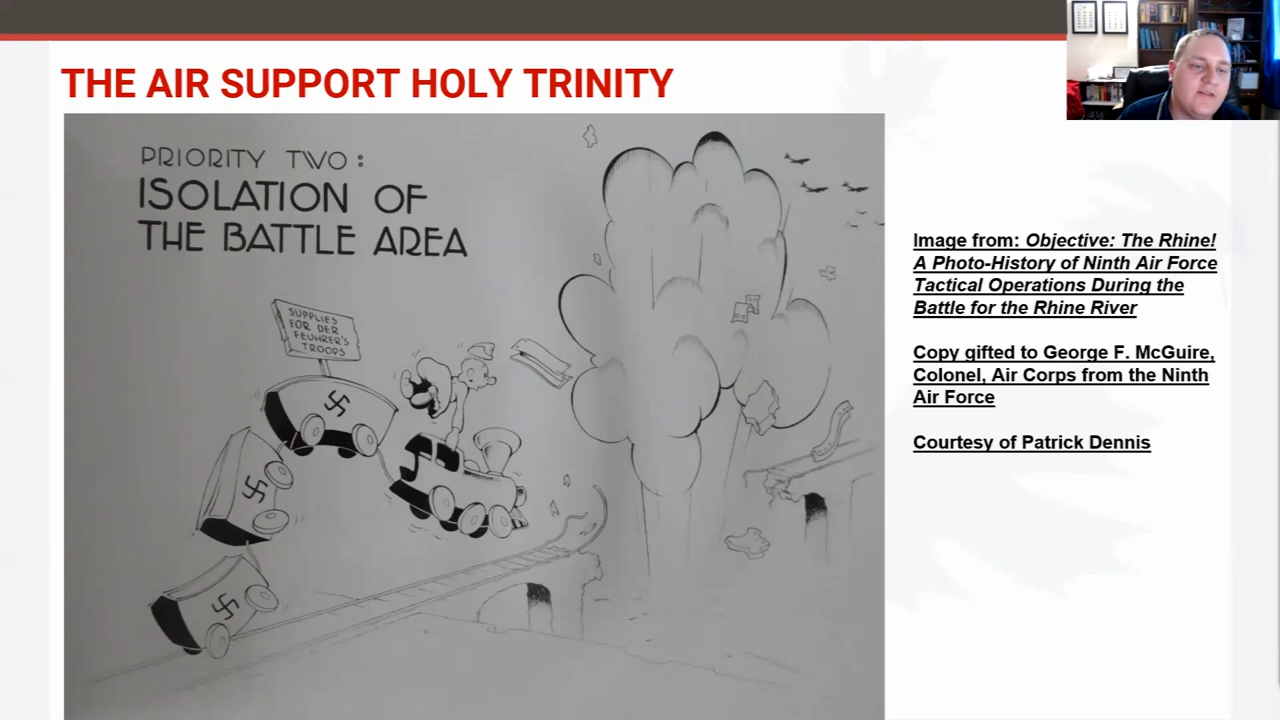 THE AIR SUPPORT HOLY TRINITY
PRIORITY TWO:
ISOLATION OF
THE BATTLE AREA
SUPPLIES
FOR DER
FEUHRER'S
TROOPS
Image from: Objective: The Rhine!
A Photo-History of Ninth Air Force
Tactical Operations During the
Battle for the Rhine River
Copy gifted to George F. McGuire,
Colonel, Air Corps from the Ninth
Air Force
Courtesy of Patrick Dennis